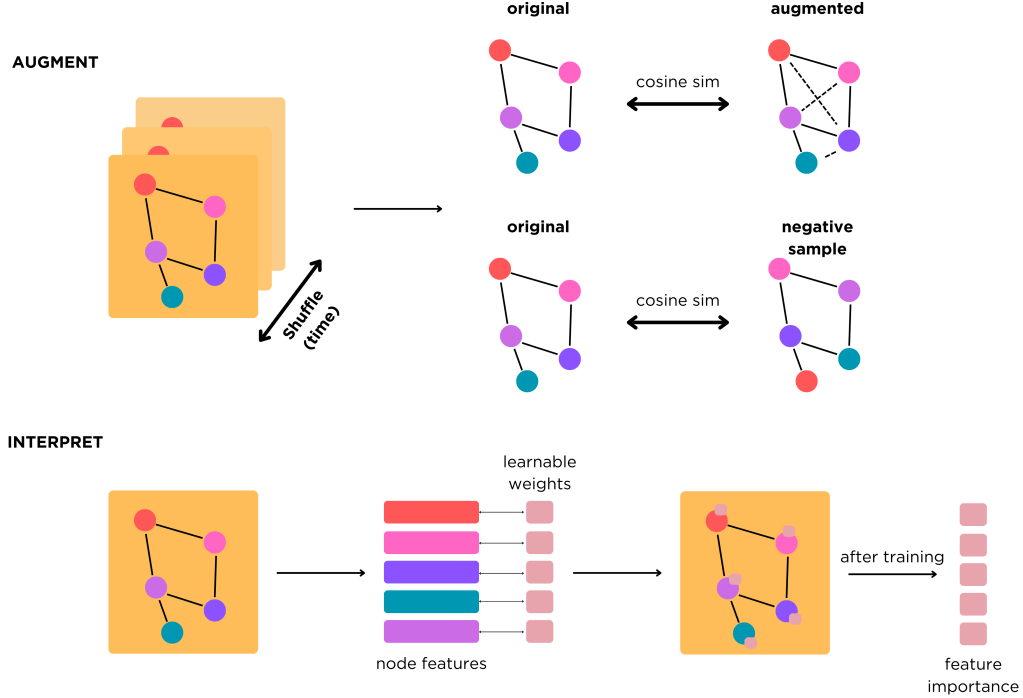 original
augmented
AUGMENT
cosine sim
original
negative
sample
cosine sim
Shuffle
(time)
INTERPRET
learnable
weights
after training
node features
feature
importance